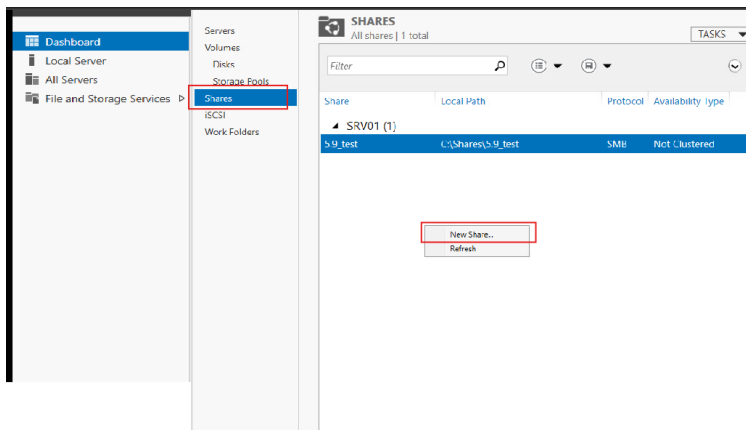 Dashboard
Local Server
All Servers
File and Storage Services
Servers
Volumes
Disks
Storage Pools
Shares
iSCSI
Work Folders
SHARES
All shares | 1 total
TASKS
Filter
Share Local Path Protocol Availability Type
SRV01 (1)
5.9_test C:\Shares\5.9_test SMB Not Clustered
New Share..
Refresh